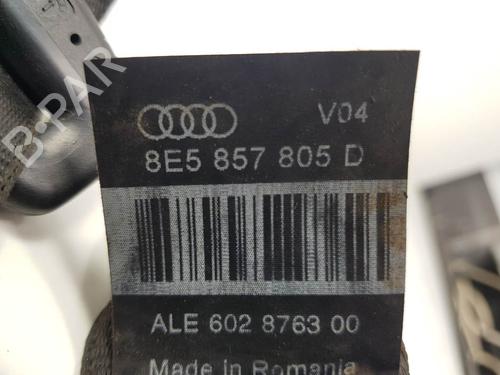 B-PAR
V04
8E5 857 805 D
ALE 602 8763 00
Made in Romania